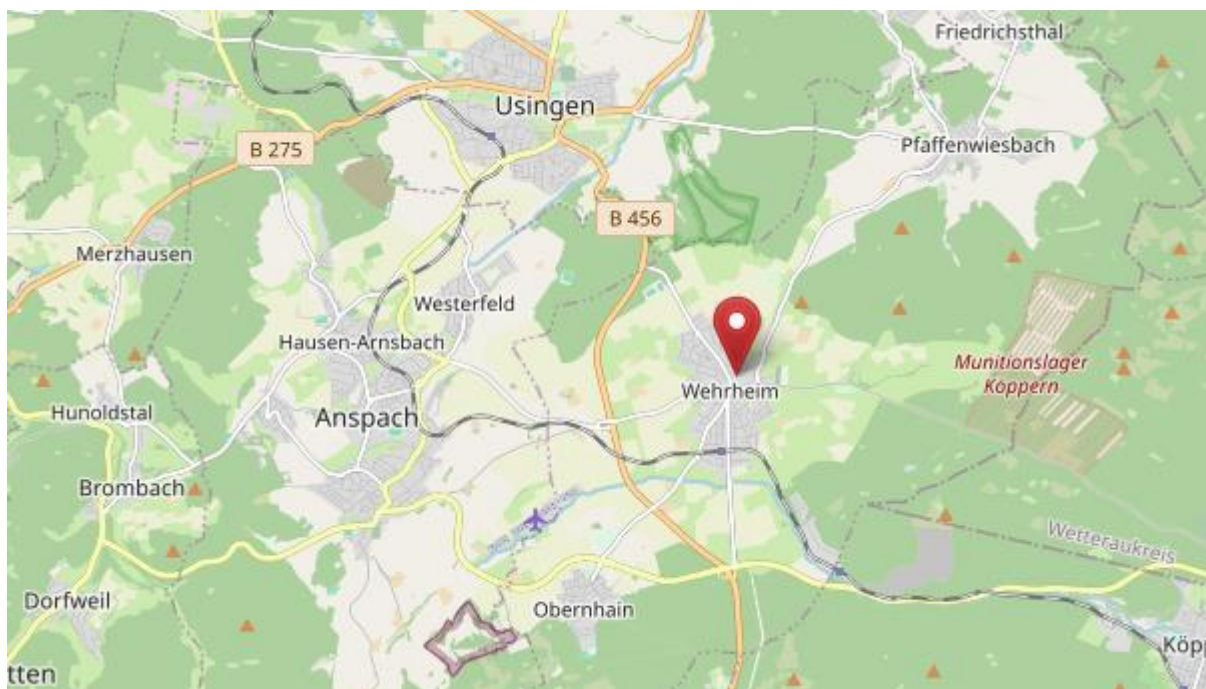 Friedrichsthal
Usingen
B 275
Pfaffenwiesbach
B 456
Merzhausen
Westerfeld
Hausen-Arnsbach
Munitionslager
Köppern
Wehrheim
Hunoldstal
Anspach
Brombach
Wetteraukreis
Dorfweil
Obernhain
Köpp
tten